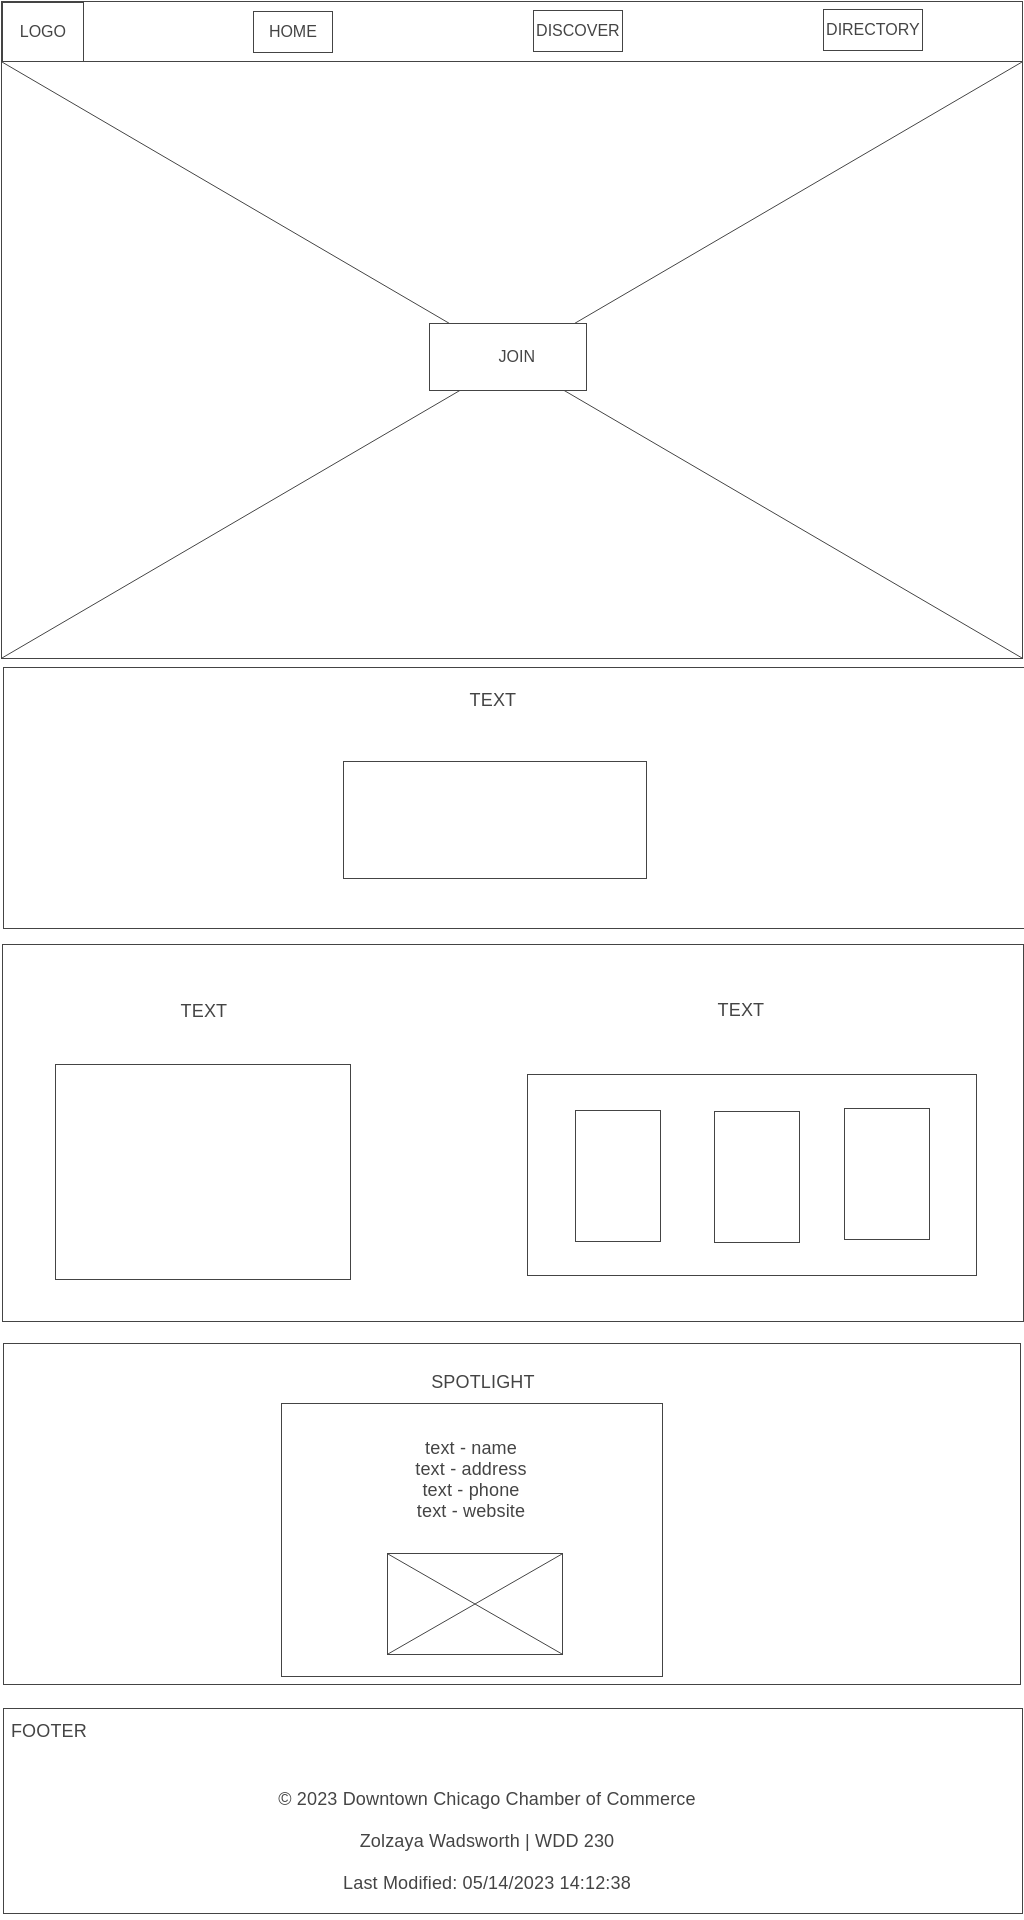 LOGO
HOME
DISCOVER
DIRECTORY
JOIN
TEXT
TEXT
TEXT
SPOTLIGHT
text - name
text - address
text - phone
text - website
FOOTER
© 2023 Downtown Chicago Chamber of Commerce
Zolzaya Wadsworth | WDD 230
Last Modified: 05/14/2023 14:12:38